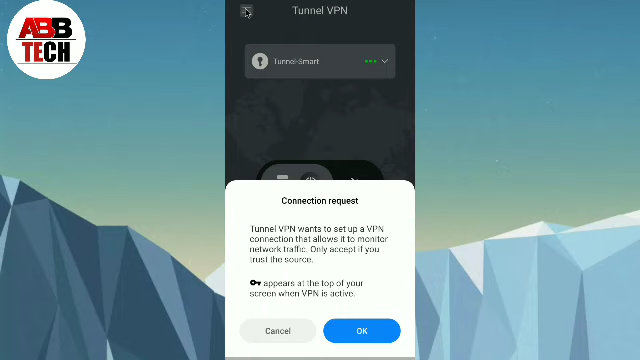 ABB
TECH
Tunnel VPN
Tunnel-Smart
Connection request
Tunnel VPN wants to set up a VPN
connection that allows it to monitor
network traffic. Only accept if you
trust the source.
appears at the top of your
screen when VPN is active.
Cancel
OK